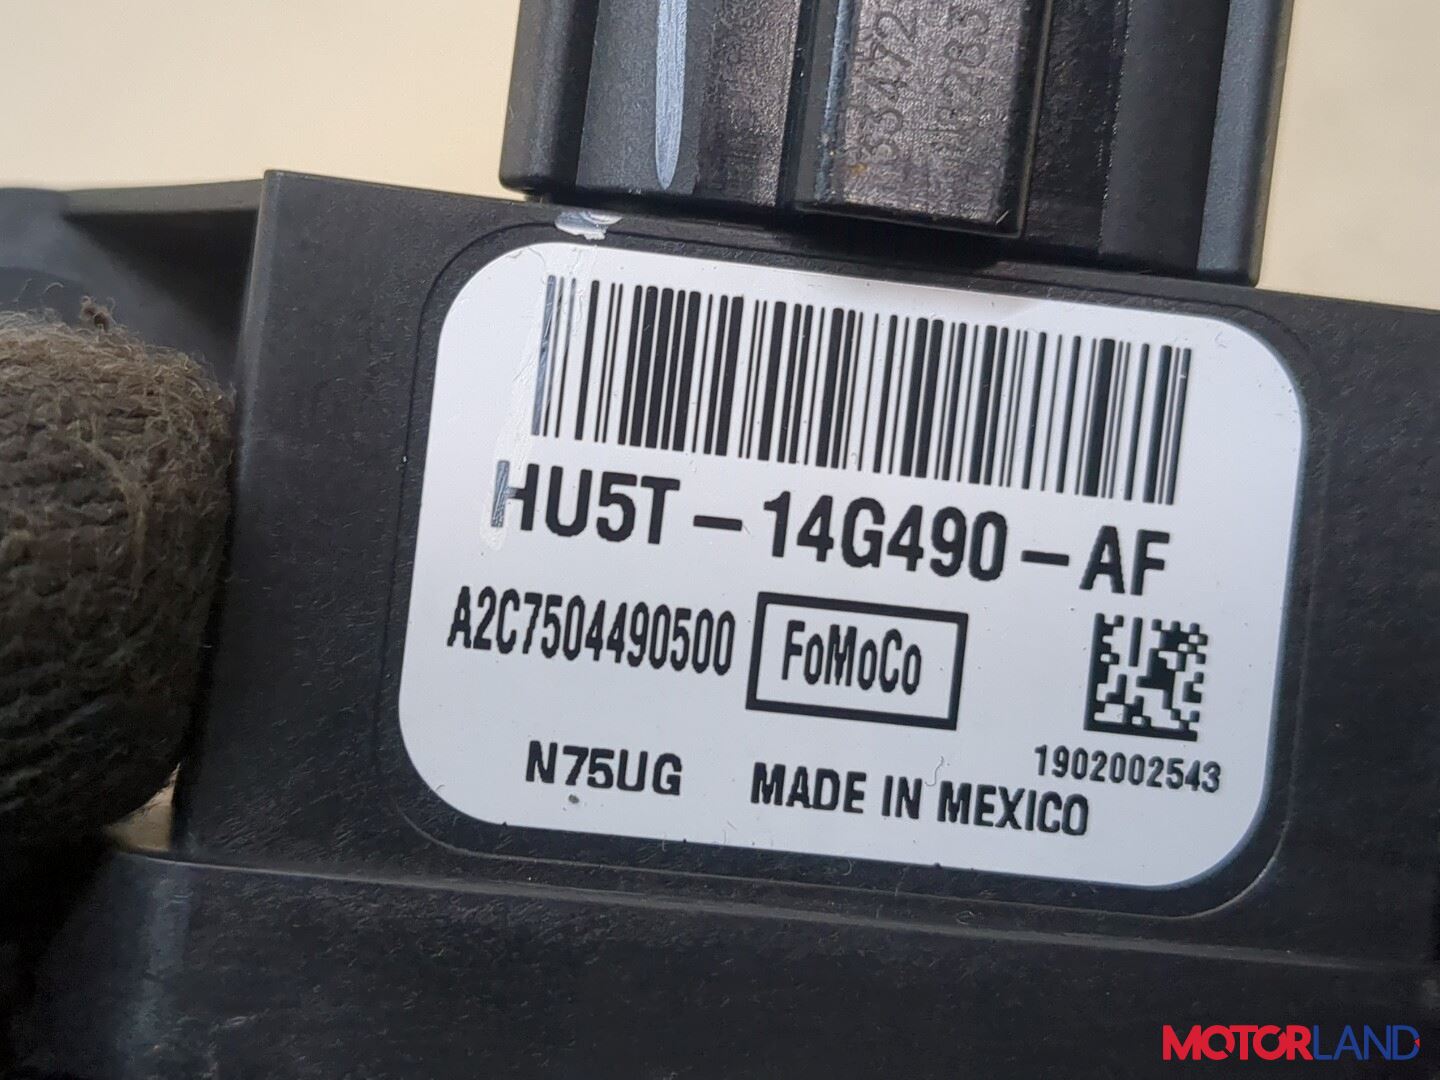 HU5T-14G490-AF
A2C7504490500
FoMoCo
1902002543
N75UG
MADE IN MEXICO
MOTORLAND